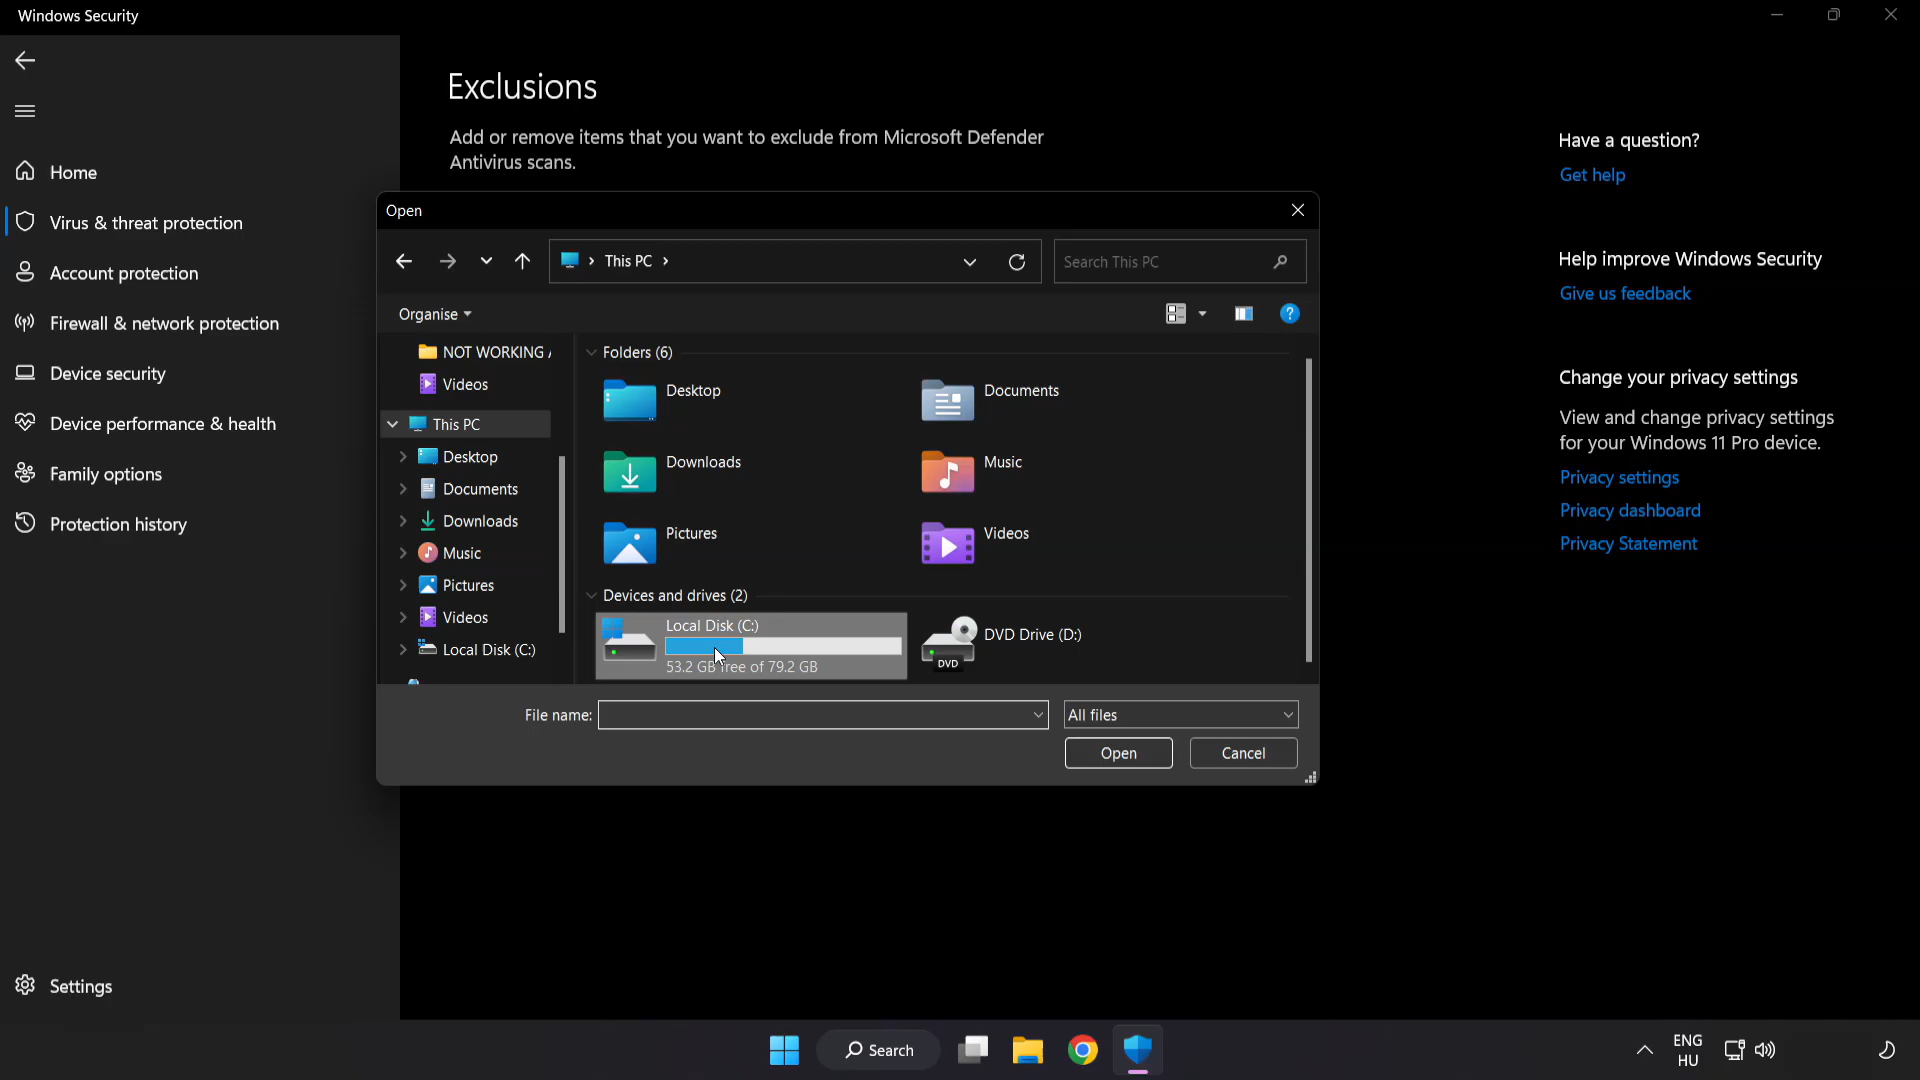 Windows Security
Exclusions
Add or remove items that you want to exclude from Microsoft Defender
Antivirus scans.
Home
Virus & threat protection
Account protection
Firewall & network protection
Device security
Device performance & health
Family options
Protection history
Settings
Have a question?
Get help
Help improve Windows Security
Give us feedback
Change your privacy settings
View and change privacy settings
for your Windows 11 Pro device.
Privacy settings
Privacy dashboard
Privacy Statement
Open
This PC
Search This PC
Organise
NOT WORKING
Videos
This PC
Desktop
Documents
Downloads
Music
Pictures
Videos
Local Disk (C:)
Folders (6)
Desktop
Documents
Downloads
Music
Pictures
Videos
Devices and drives (2)
Local Disk (C:)
53.2 GB free of 79.2 GB
DVD Drive (D:)
DVD
File name:
All files
Open
Cancel
Search
ENG
HU